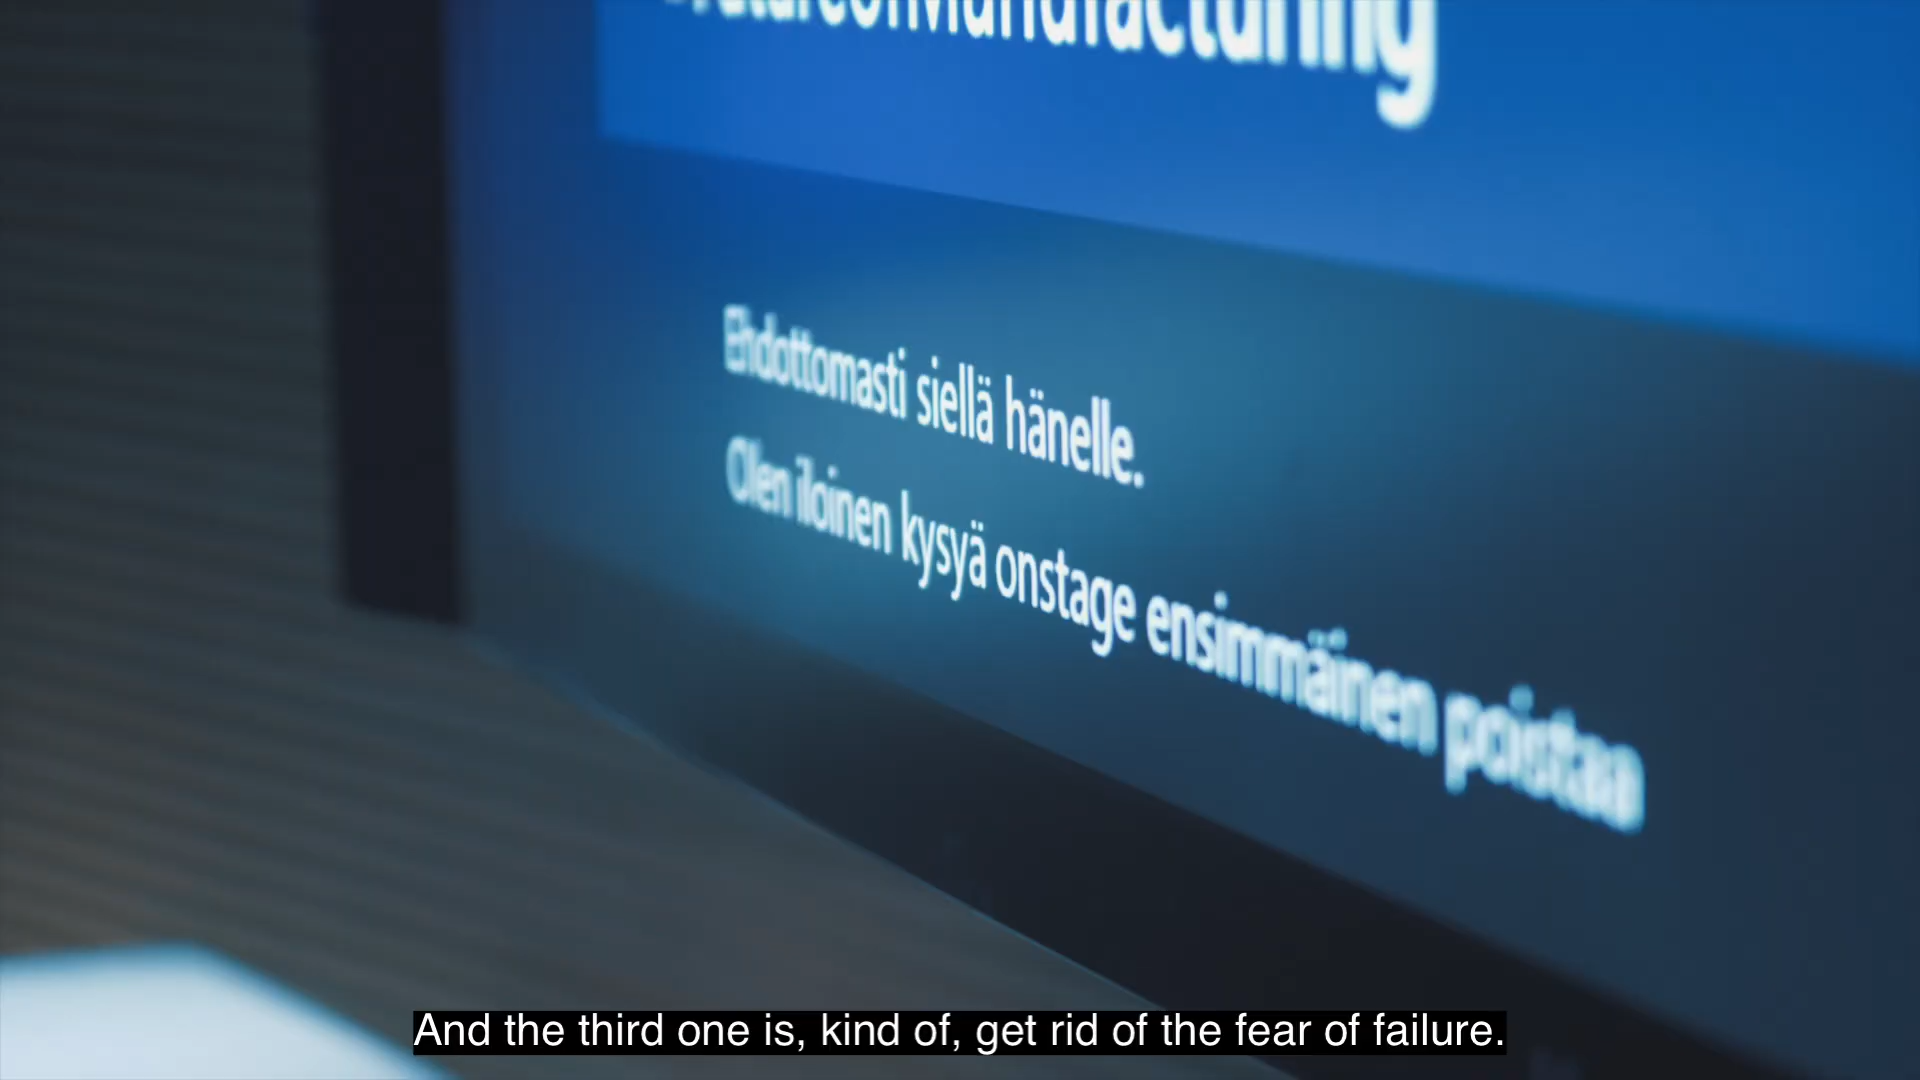 Ehdottomasti siellä hänelle.
Olen iloinen kysyä onstage ensimmäinen poistaa
And the third one is, kind of, get rid of the fear of failure.